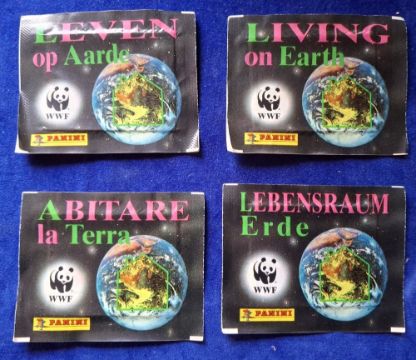 LEVEN
op Aarde
WWF
PANINI
LIVING
on Earth
WWF
PANINI
ABITARE
la Terra
WWF
PANINI
LEBENSRAUM
Erde
WWF
PANINI